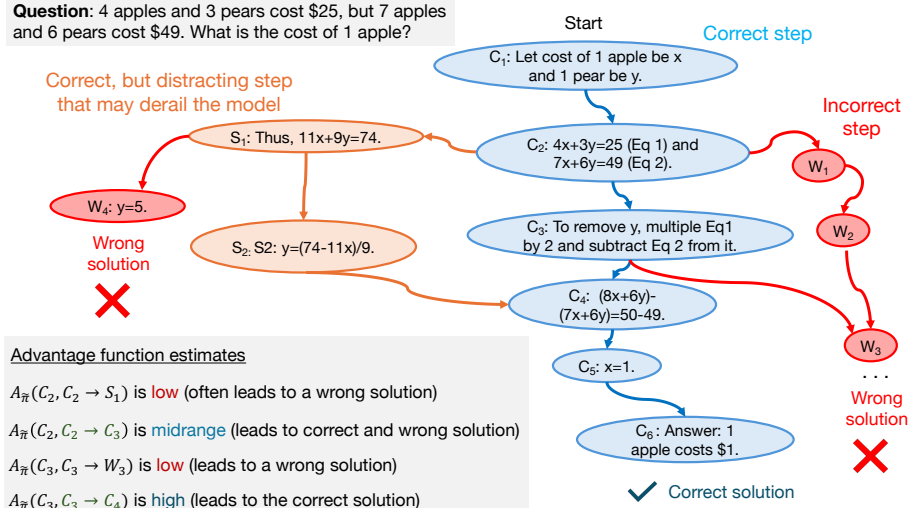 Question: 4 apples and 3 pears cost $25, but 7 apples
and 6 pears cost $49. What is the cost of 1 apple?
Start
Correct step
C₁: Let cost of 1 apple be x
and 1 pear be y.
Correct, but distracting step
that may derail the model
Incorrect
step
S₁: Thus, 11x+9y=74.
C₂: 4x+3y=25 (Eq 1) and
7x+6y=49 (Eq 2).
W₁
W₄: y=5.
Wrong
solution
S₂: S2: y=(74-11x)/9.
C₃: To remove y, multiple Eq1
by 2 and subtract Eq 2 from it.
W₂
C₄: (8x+6y)-
(7x+6y)=50-49.
W₃
. . .
Wrong
solution
C₅: x=1.
C₆: Answer: 1
apple costs $1.
Correct solution
Advantage function estimates
A_π̃(C₂, C₂ → S₁) is low (often leads to a wrong solution)
A_π̃(C₂, C₂ → C₃) is midrange (leads to correct and wrong solution)
A_π̃(C₃, C₃ → W₃) is low (leads to a wrong solution)
A_π̃(C₃, C₃ → C₄) is high (leads to the correct solution)